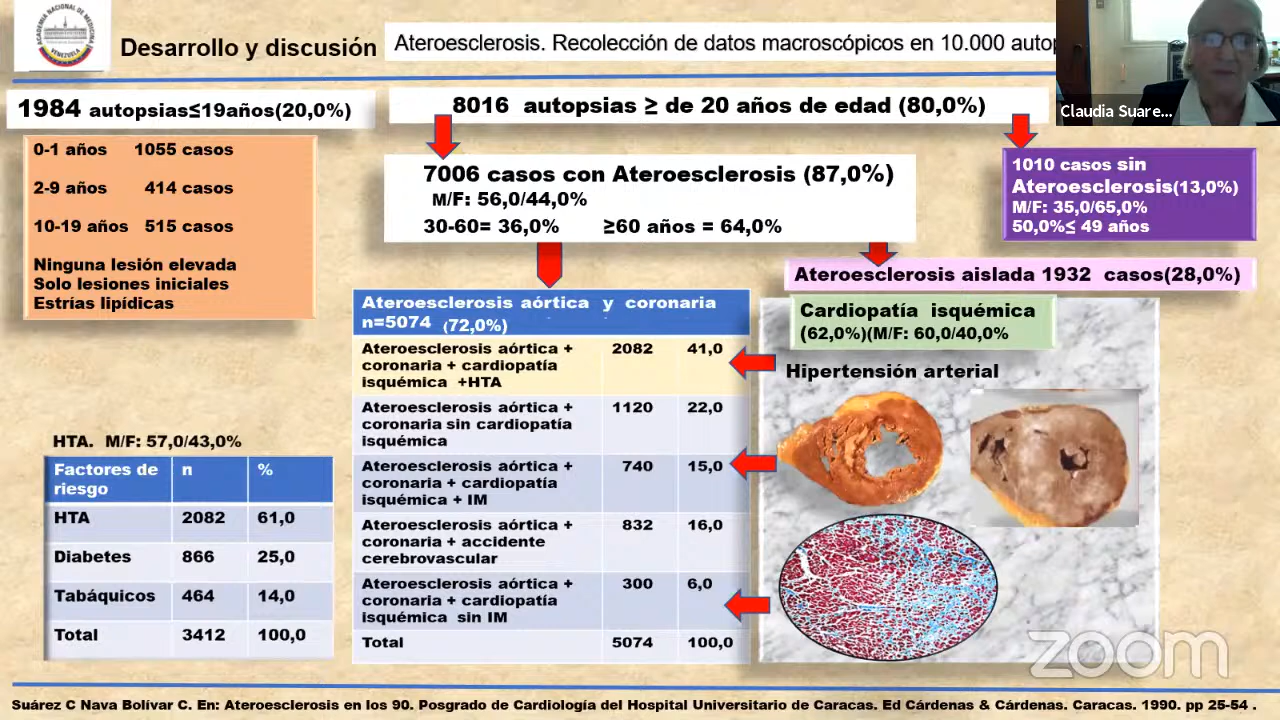 ACADEMIA NACIONAL DE MEDICINA
VENEZUELA
Desarrollo y discusión
Ateroesclerosis. Recolección de datos macroscópicos en 10.000
Claudia Suare...
1984 autopsias≤19años(20,0%)
0-1 años 1055 casos
2-9 años 414 casos
10-19 años 515 casos
Ninguna lesión elevada
Solo lesiones iniciales
Estrías lipídicas
8016 autopsias ≥ de 20 años de edad (80,0%)
7006 casos con Ateroesclerosis (87,0%)
M/F: 56,0/44,0%
30-60= 36,0% ≥60 años = 64,0%
1010 casos sin
Ateroesclerosis(13,0%)
M/F: 35,0/65,0%
50,0%≤ 49 años
Ateroesclerosis aislada 1932 casos(28,0%)
Cardiopatía isquémica
(62,0%)(M/F: 60,0/40,0%
Hipertensión arterial
Ateroesclerosis aórtica y coronaria
n=5074 (72,0%)
Ateroesclerosis aórtica + 2082 41,0
coronaria + cardiopatía
isquémica +HTA
Ateroesclerosis aórtica + 1120 22,0
coronaria sin cardiopatía
isquémica
Ateroesclerosis aórtica + 740 15,0
coronaria + cardiopatía
isquémica + IM
Ateroesclerosis aórtica + 832 16,0
coronaria + accidente
cerebrovascular
Ateroesclerosis aórtica + 300 6,0
coronaria + cardiopatía
isquémica sin IM
Total 5074 100,0
HTA. M/F: 57,0/43,0%
Factores de n %
riesgo
HTA 2082 61,0
Diabetes 866 25,0
Tabáquicos 464 14,0
Total 3412 100,0
zoom
Suárez C Nava Bolívar C. En: Ateroesclerosis en los 90. Posgrado de Cardiología del Hospital Universitario de Caracas. Ed Cárdenas & Cárdenas. Caracas. 1990. pp 25-54 .